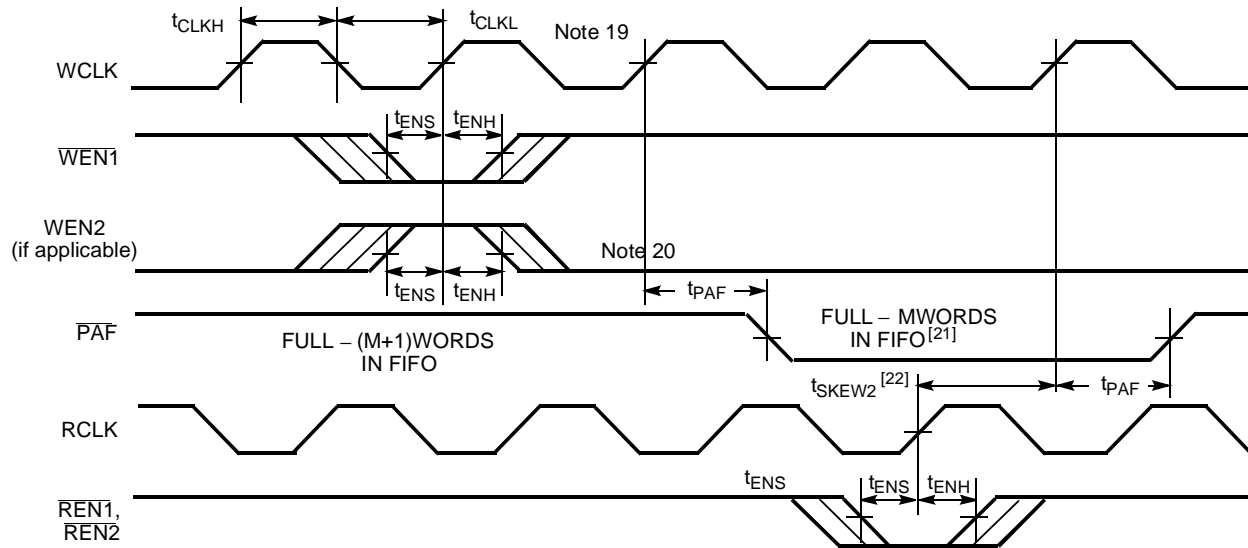 tCLKH
tCLKL
Note 19
WCLK
tENS
tENH
WEN1
WEN2
(if applicable)
Note 20
tENS
tENH
tPAF
PAF
FULL – (M+1)WORDS
IN FIFO
FULL – MWORDS
IN FIFO[21]
tSKEW2 [22]
tPAF
RCLK
tENS
tENS
tENH
REN1,
REN2